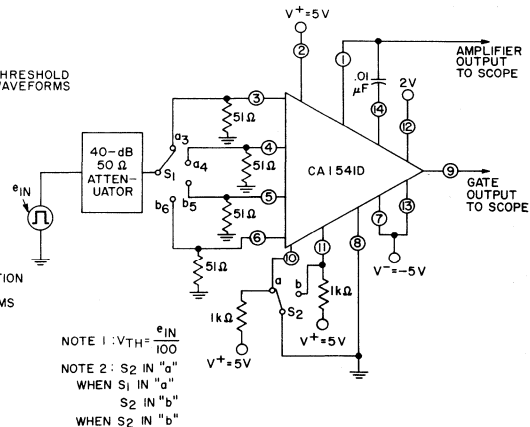 V+=5V
②
①
AMPLIFIER
OUTPUT
TO SCOPE
HRESHOLD
AVEFORMS
.01
μF
⑭
2V
⑫
③
51Ω
a3
40-dB
50 Ω
ATTEN-
UATOR
S1
a4
④
51Ω
CA1541D
⑨
GATE
OUTPUT
TO SCOPE
b5
⑤
51Ω
b6
eIN
⑥
51Ω
⑦
⑬
⑩
⑪
⑧
V-=-5V
TION
MS
a
b
S2
1kΩ
1kΩ
V+=5V
V+=5V
NOTE 1: VTH= eIN
100
NOTE 2: S2 IN "a"
WHEN S1 IN "a"
S2 IN "b"
WHEN S2 IN "b"